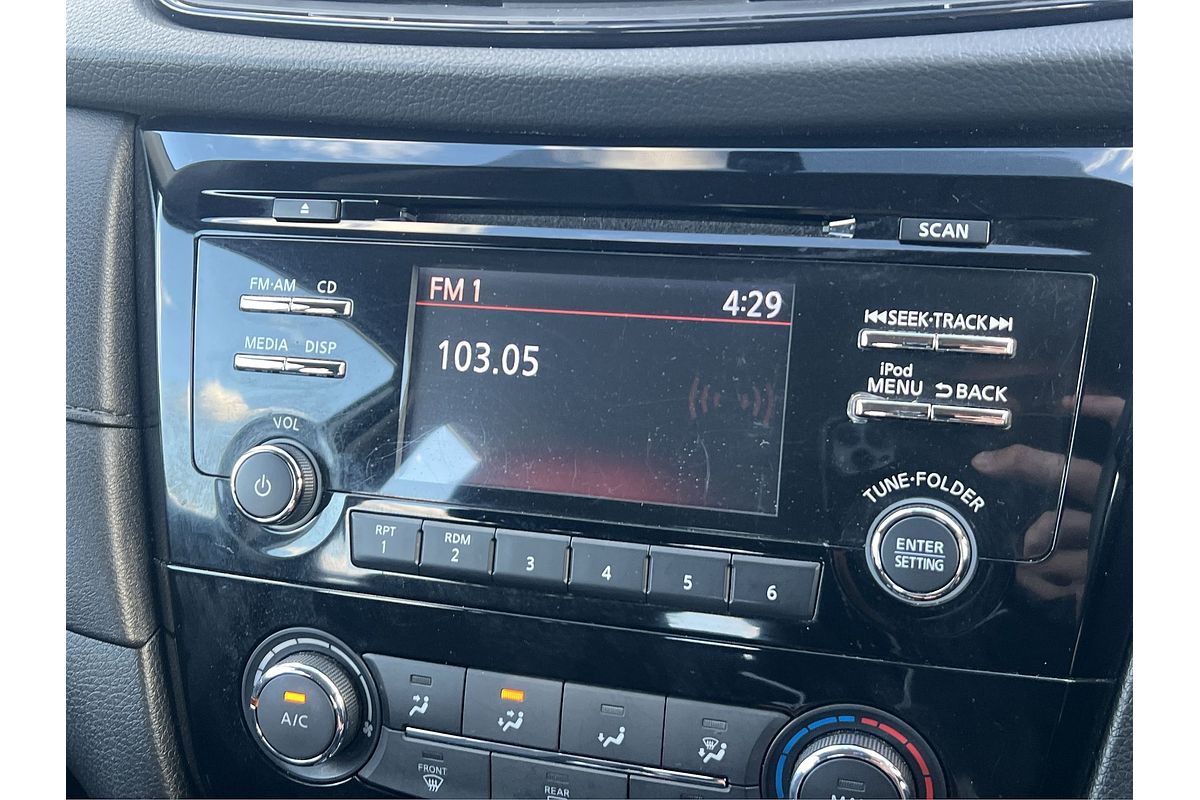 SCAN
FM·AM CD
FM 1 4:29
SEEK·TRACK
103.05
MEDIA DISP
iPod
MENU BACK
VOL
TUNE·FOLDER
RPT
1
RDM
2
3
4
5
6
ENTER
SETTING
A/C
FRONT
REAR